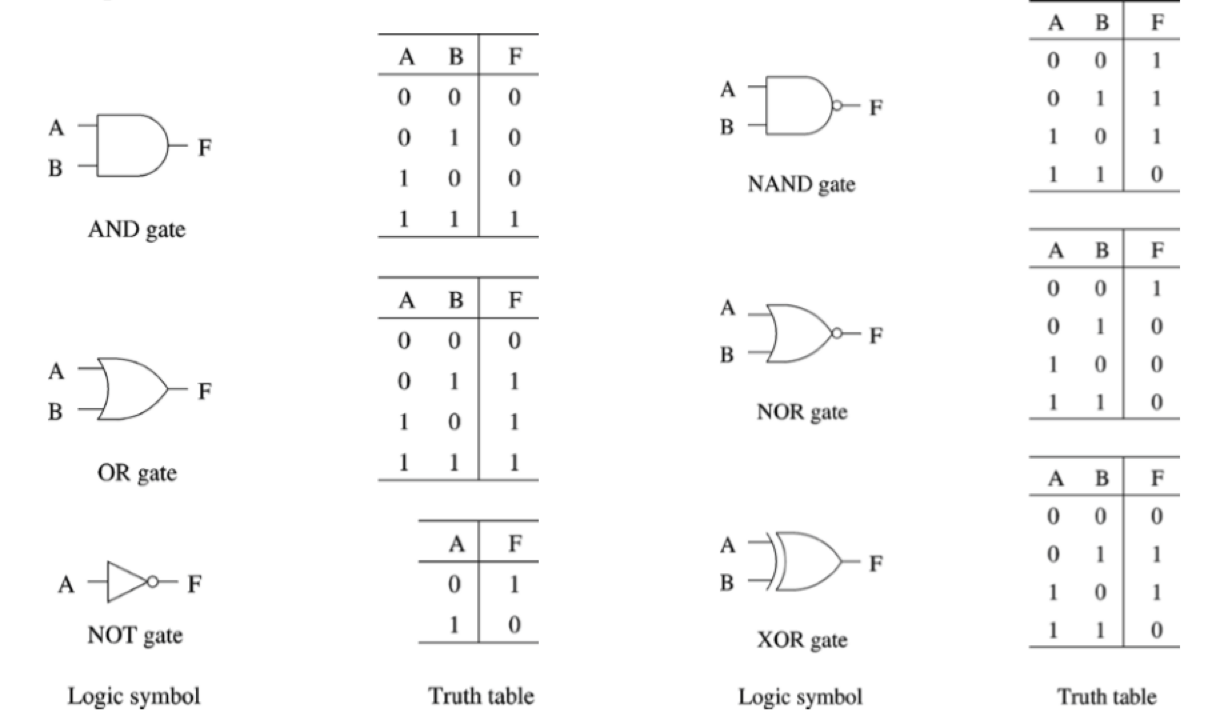 A B F
0 0 0
0 1 0
1 0 0
1 1 1
A
B
F
AND gate
A B F
0 0 0
0 1 1
1 0 1
1 1 1
A
B
F
OR gate
A F
0 1
1 0
A
F
NOT gate
Logic symbol
Truth table
A B F
0 0 1
0 1 1
1 0 1
1 1 0
A
B
F
NAND gate
A B F
0 0 1
0 1 0
1 0 0
1 1 0
A
B
F
NOR gate
A B F
0 0 0
0 1 1
1 0 1
1 1 0
A
B
F
XOR gate
Logic symbol
Truth table